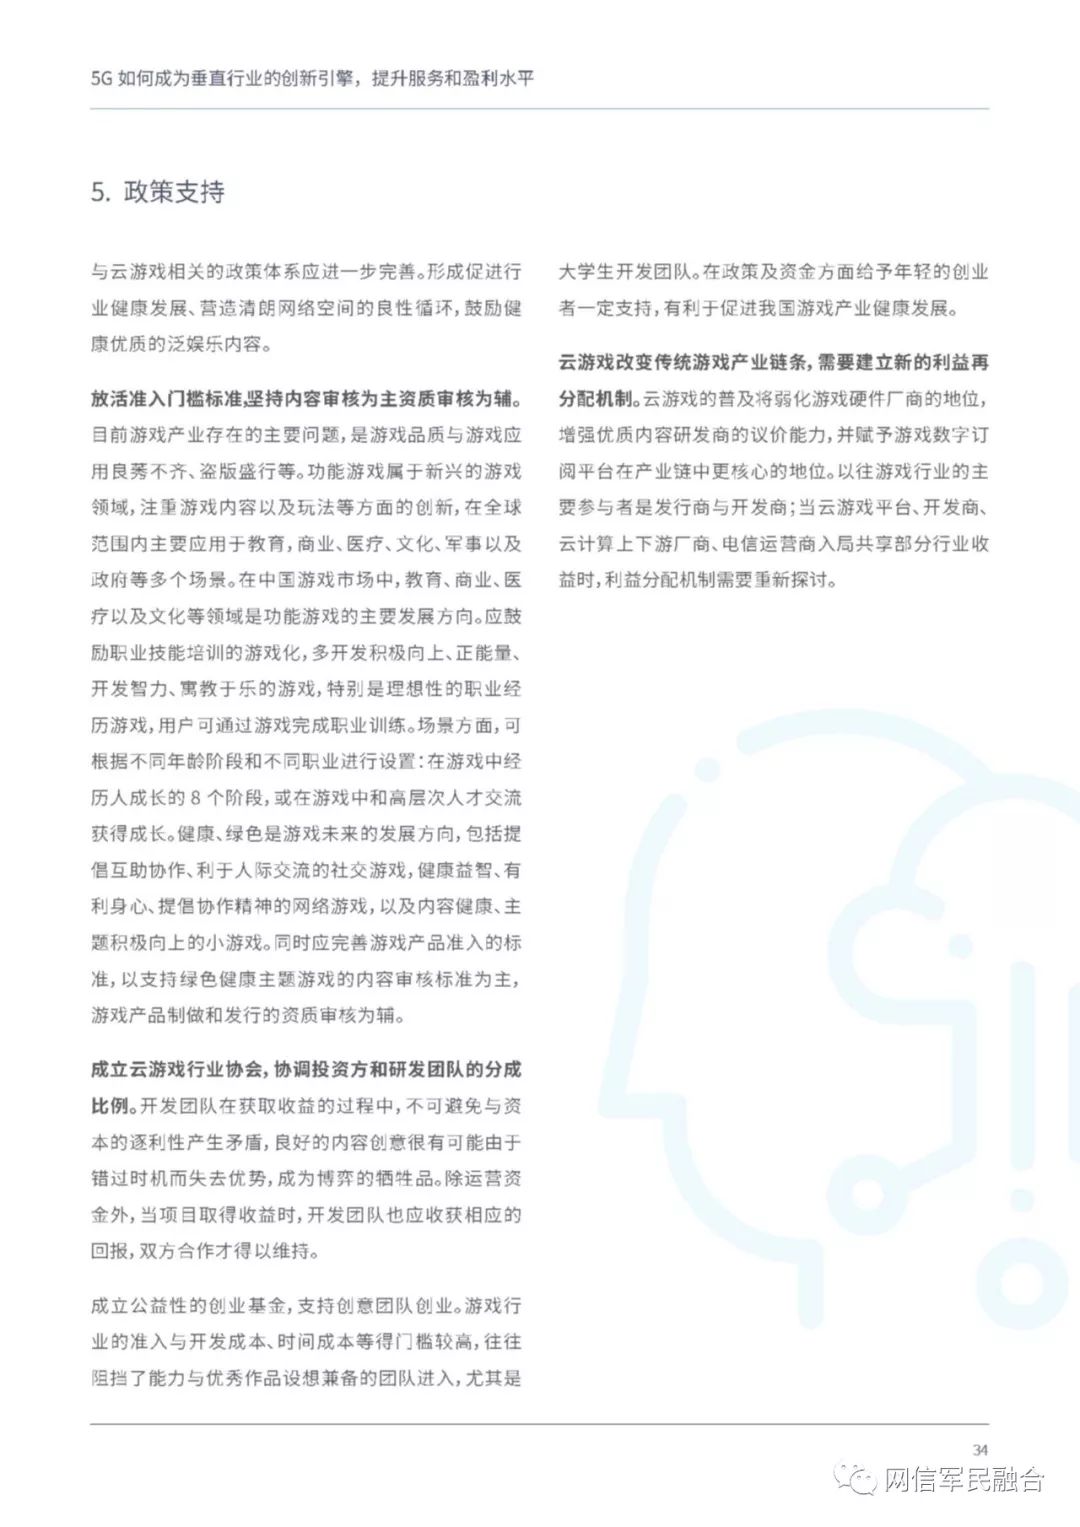 5G 如何成为垂直行业的创新引擎，提升服务和盈利水平
5. 政策支持
与云游戏相关的政策体系应进一步完善。形成促进行
业健康发展、营造清朗网络空间的良性循环，鼓励健
康优质的泛娱乐内容。
放活准入门槛标准，坚持内容审核为主资质审核为辅。
目前游戏产业存在的主要问题，是游戏品质与游戏应
用良莠不齐、盗版盛行等。功能游戏属于新兴的游戏
领域，注重游戏内容以及玩法等方面的创新，在全球
范围内主要应用于教育，商业、医疗、文化、军事以及
政府等多个场景。在中国游戏市场中，教育、商业、医
疗以及文化等领域是功能游戏的主要发展方向。应鼓
励职业技能培训的游戏化，多开发积极向上、正能量、
开发智力、寓教于乐的游戏，特别是理想性的职业经
历游戏，用户可通过游戏完成职业训练。场景方面，可
根据不同年龄阶段和不同职业进行设置：在游戏中经
历人成长的 8 个阶段，或在游戏中和高层次人才交流
获得成长。健康、绿色是游戏未来的发展方向，包括提
倡互助协作、利于人际交流的社交游戏，健康益智、有
利身心、提倡协作精神的网络游戏，以及内容健康、主
题积极向上的小游戏。同时应完善游戏产品准入的标
准，以支持绿色健康主题游戏的内容审核标准为主，
游戏产品制做和发行的资质审核为辅。
成立云游戏行业协会，协调投资方和研发团队的分成
比例。开发团队在获取收益的过程中，不可避免与资
本的逐利性产生矛盾，良好的内容创意很有可能由于
错过时机而失去优势，成为博弈的牺牲品。除运营资
金外，当项目取得收益时，开发团队也应收获相应的
回报，双方合作才得以维持。
成立公益性的创业基金，支持创意团队创业。游戏行
业的准入与开发成本、时间成本等得门槛较高，往往
阻挡了能力与优秀作品设想兼备的团队进入，尤其是
大学生开发团队。在政策及资金方面给予年轻的创业
者一定支持，有利于促进我国游戏产业健康发展。
云游戏改变传统游戏产业链条，需要建立新的利益再
分配机制。云游戏的普及将弱化游戏硬件厂商的地位，
增强优质内容研发商的议价能力，并赋予游戏数字订
阅平台在产业链中更核心的地位。以往游戏行业的主
要参与者是发行商与开发商；当云游戏平台、开发商、
云计算上下游厂商、电信运营商入局共享部分行业收
益时，利益分配机制需要重新探讨。
34
网信军民融合